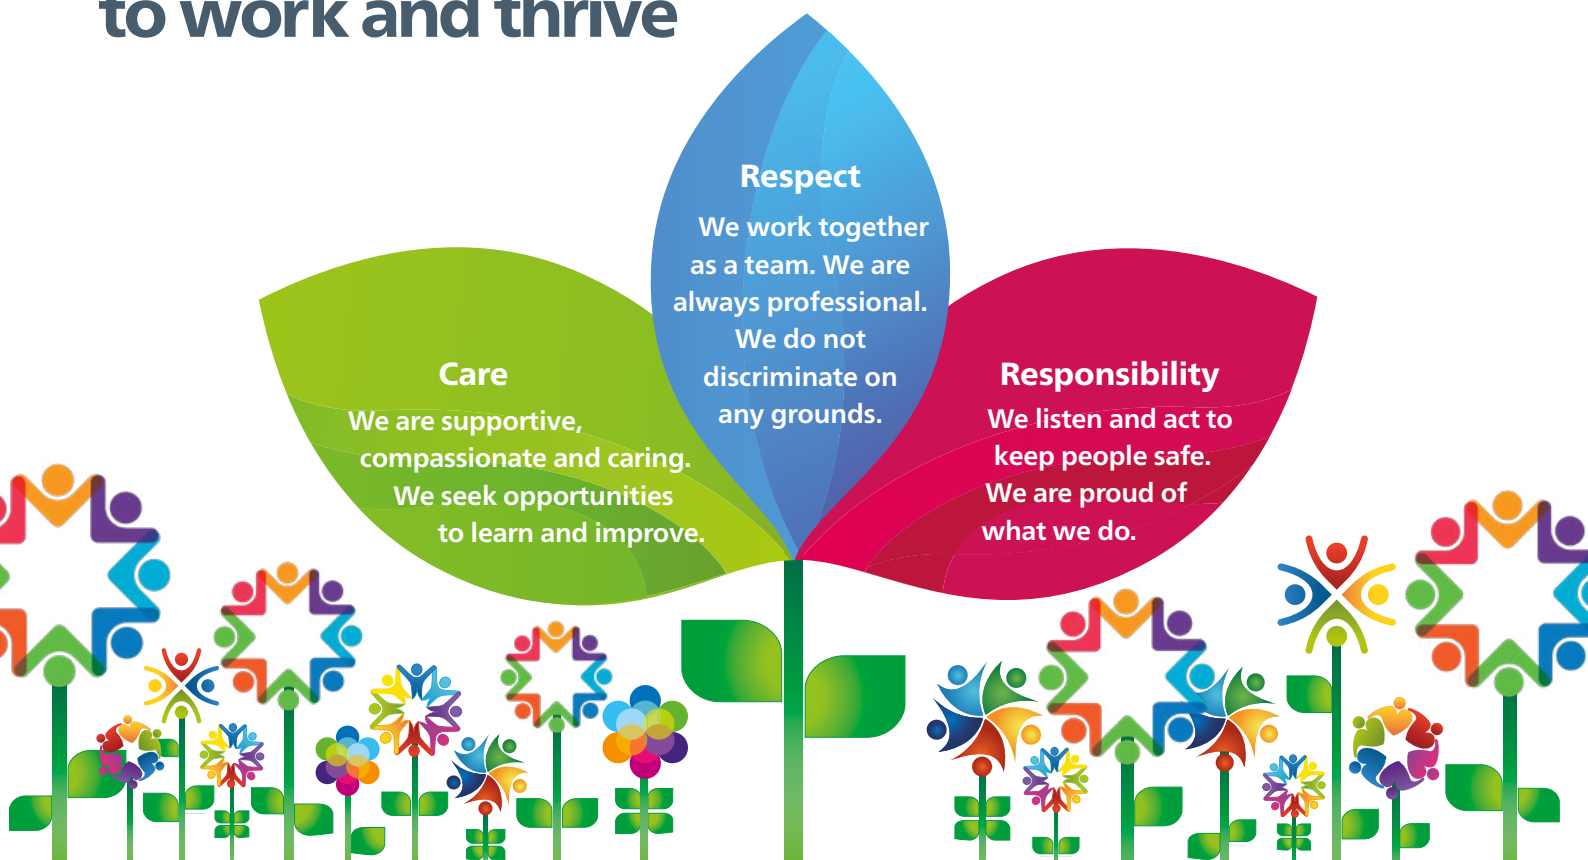 to work and thrive
Respect
We work together
as a team. We are
always professional.
We do not
discriminate on
any grounds.
Care
We are supportive,
compassionate and caring.
We seek opportunities
to learn and improve.
Responsibility
We listen and act to
keep people safe.
We are proud of
what we do.